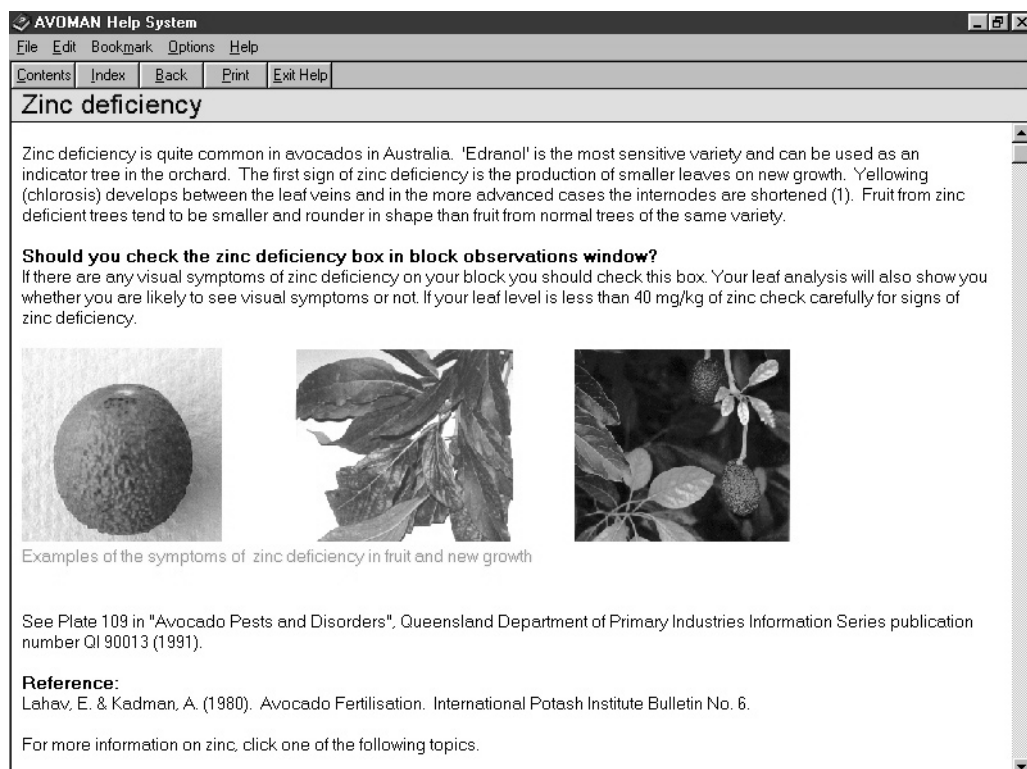 AVOMAN Help System
File Edit Bookmark Options Help
Contents Index Back Print Exit Help
Zinc deficiency
Zinc deficiency is quite common in avocados in Australia. 'Edranol' is the most sensitive variety and can be used as an
indicator tree in the orchard. The first sign of zinc deficiency is the production of smaller leaves on new growth. Yellowing
(chlorosis) develops between the leaf veins and in the more advanced cases the internodes are shortened (1). Fruit from zinc
deficient trees tend to be smaller and rounder in shape than fruit from normal trees of the same variety.
Should you check the zinc deficiency box in block observations window?
If there are any visual symptoms of zinc deficiency on your block you should check this box. Your leaf analysis will also show you
whether you are likely to see visual symptoms or not. If your leaf level is less than 40 mg/kg of zinc check carefully for signs of
zinc deficiency.
Examples of the symptoms of zinc deficiency in fruit and new growth
See Plate 109 in "Avocado Pests and Disorders", Queensland Department of Primary Industries Information Series publication
number QI 90013 (1991).
Reference:
Lahav, E. & Kadman, A. (1980). Avocado Fertilisation. International Potash Institute Bulletin No. 6.
For more information on zinc, click one of the following topics.